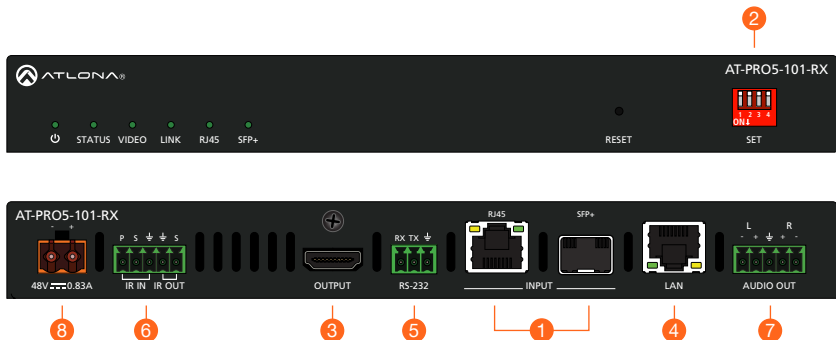 2
ATLONA®
AT-PRO5-101-RX
1 2 3 4
ON↓
STATUS VIDEO LINK RJ45 SFP+
RESET
SET
AT-PRO5-101-RX
- +
P S S
RX TX
RJ45
SFP+
L R
- + + -
48V 0.83A
IR IN IR OUT
OUTPUT
RS-232
INPUT
LAN
AUDIO OUT
8 6 3 5 1 4 7